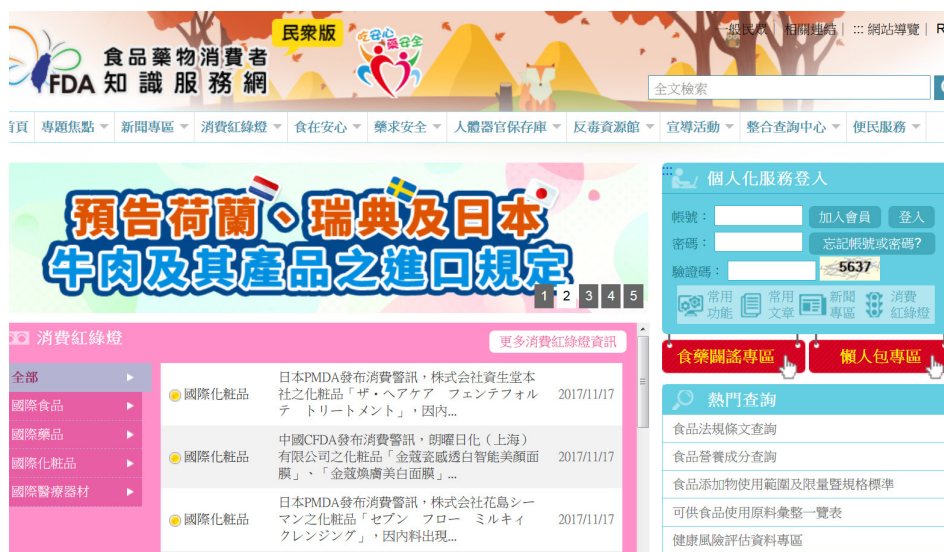 民眾版
吃安心
藥安全
一般民眾 | 相關連結 | ::: 網站導覽 |
食品藥物消費者
FDA 知識服務網
全文檢索
首頁 專題焦點 新聞專區 消費紅綠燈 食在安心 藥求安全 人體器官保存庫 反毒資源館 宣導活動 整合查詢中心 便民服務
預告荷蘭、瑞典及日本
牛肉及其產品之進口規定
1 2 3 4 5
:::
個人化服務登入
帳號：
加入會員 登入
密碼：
忘記帳號或密碼?
驗證碼：
5637
常用功能 常用文章 新聞專區 消費紅綠燈
食藥闢謠專區
懶人包專區
消費紅綠燈
更多消費紅綠燈資訊
全部
國際食品
國際藥品
國際化粧品
國際醫療器材
國際化粧品
日本PMDA發布消費警訊，株式会社資生堂本
社之化粧品「ザ・ヘアケア フェンテフォル
テ トリートメント」，因內...
2017/11/17
國際化粧品
中國CFDA發布消費警訊，朗曜日化（上海）
有限公司之化粧品「金蔻瓷感透白智能美顏面
膜」、「金蔻煥膚美白面膜」...
2017/11/17
國際化粧品
日本PMDA發布消費警訊，株式会社花島シー
マン之化粧品「セブン フロー ミルキィ
クレンジング」，因內料出現...
2017/11/17
熱門查詢
食品法規條文查詢
食品營養成分查詢
食品添加物使用範圍及限量暨規格標準
可供食品使用原料彙整一覽表
健康風險評估資料專區